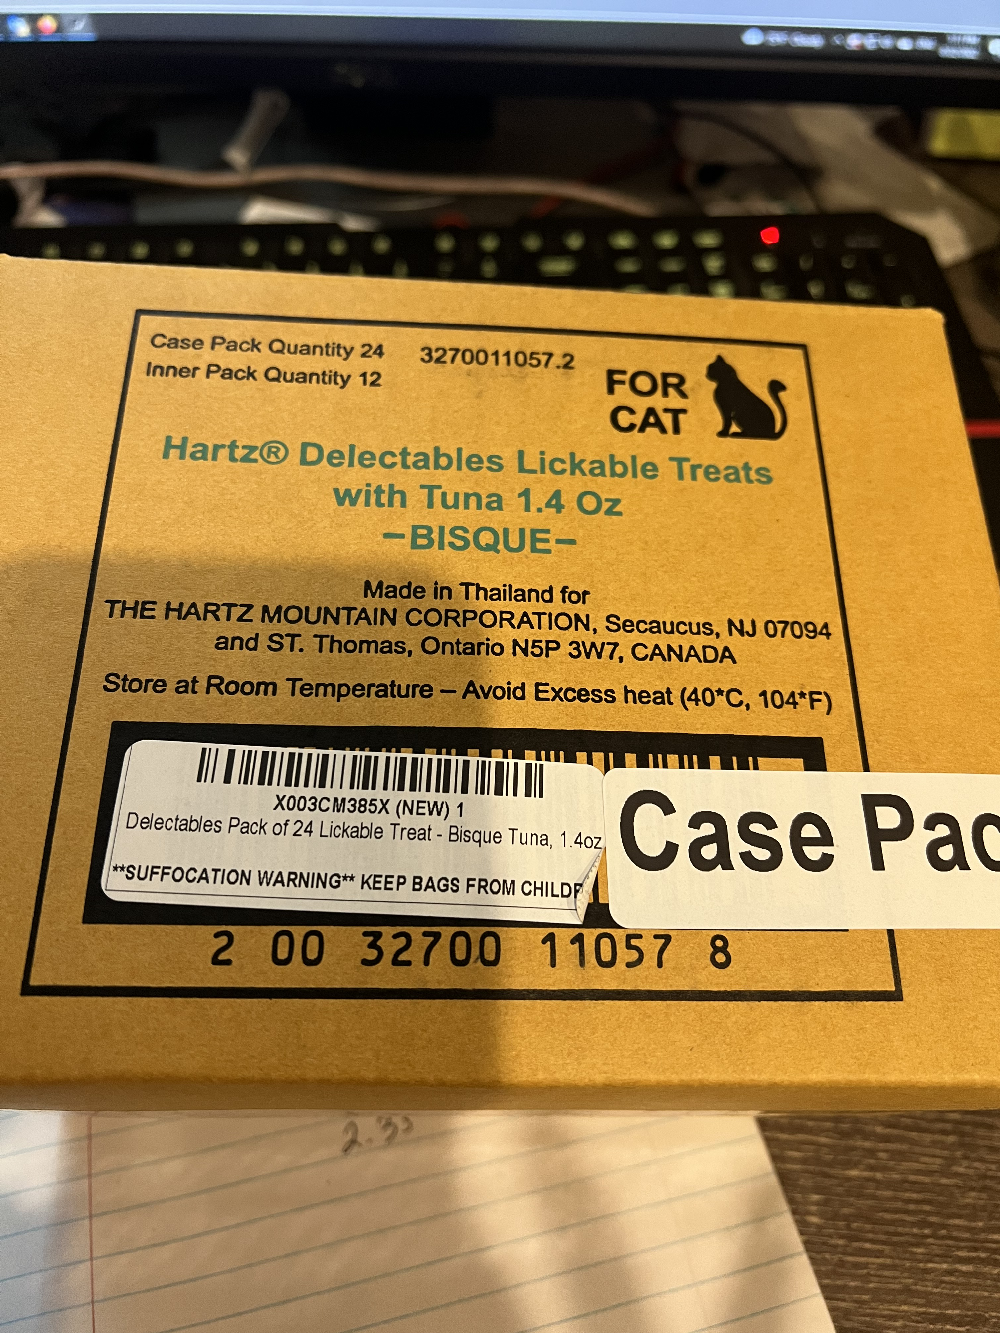 Case Pack Quantity 24 3270011057.2
Inner Pack Quantity 12
FOR
CAT
Hartz® Delectables Lickable Treats
with Tuna 1.4 Oz
–BISQUE–
Made in Thailand for
THE HARTZ MOUNTAIN CORPORATION, Secaucus, NJ 07094
and ST. Thomas, Ontario N5P 3W7, CANADA
Store at Room Temperature – Avoid Excess heat (40*C, 104*F)
X003CM385X (NEW) 1
Delectables Pack of 24 Lickable Treat - Bisque Tuna, 1.4oz
**SUFFOCATION WARNING** KEEP BAGS FROM CHILDR
Case Pac
2 00 32700 11057 8